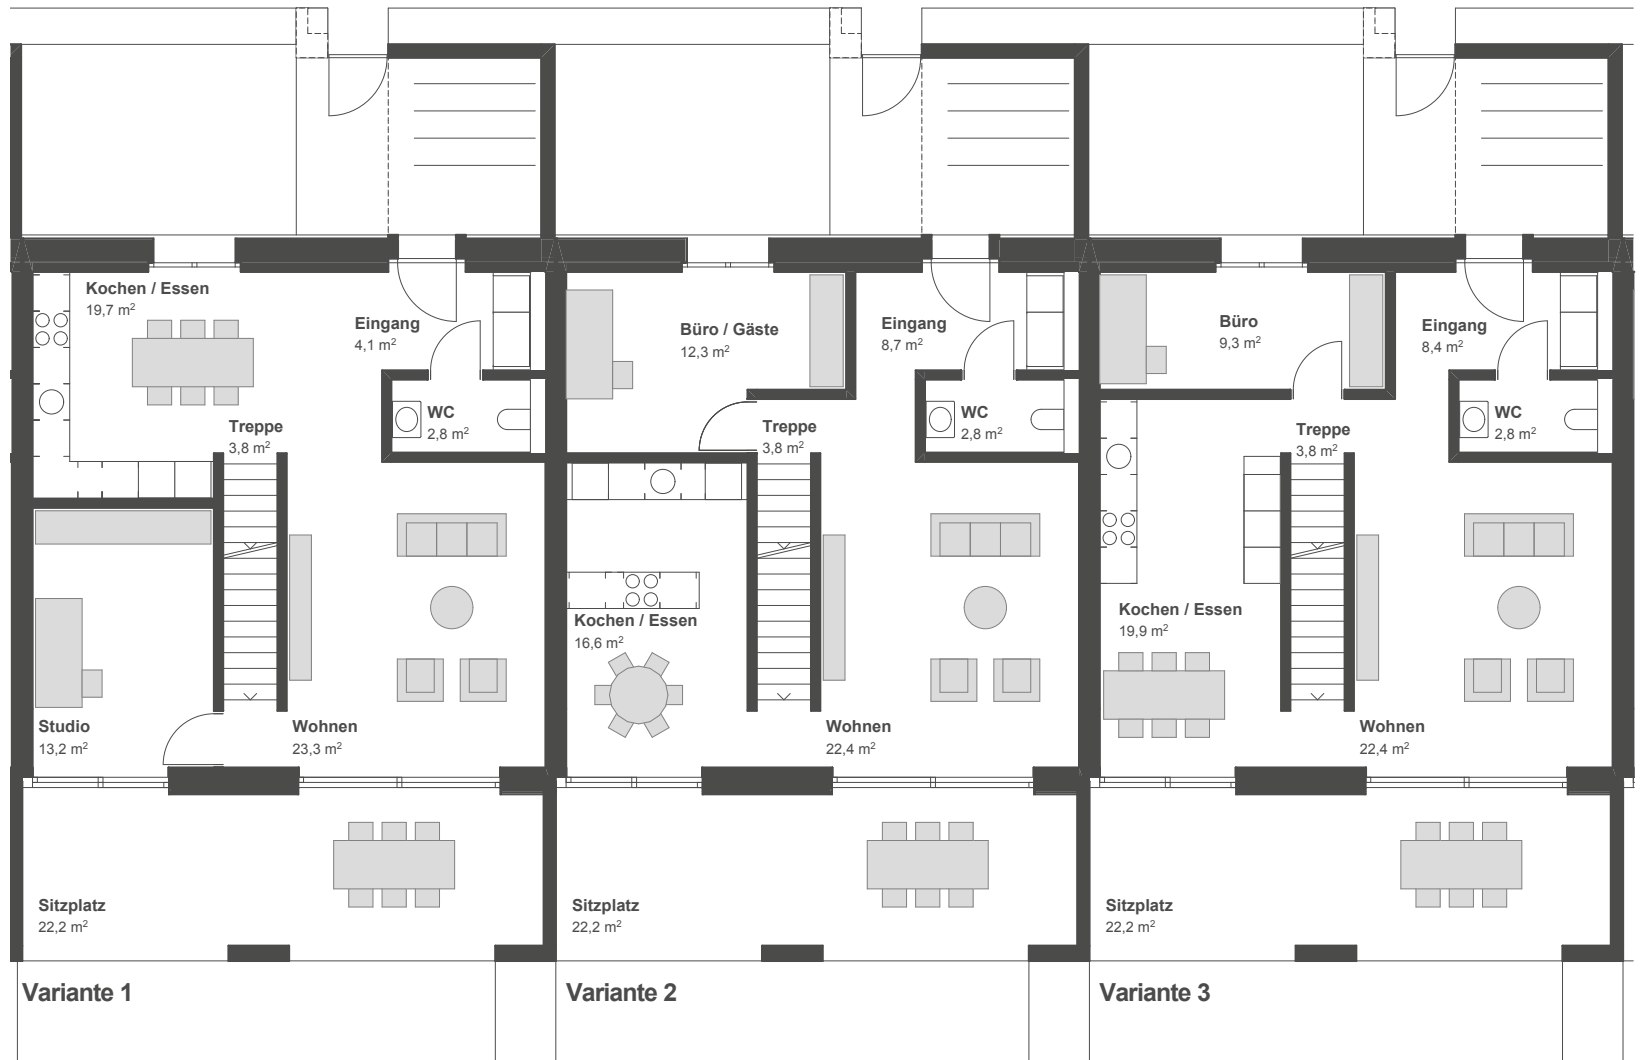 Kochen / Essen
19,7 m²
Eingang
4,1 m²
WC
2,8 m²
Treppe
3,8 m²
Studio
13,2 m²
Wohnen
23,3 m²
Sitzplatz
22,2 m²
Variante 1
Büro / Gäste
12,3 m²
Eingang
8,7 m²
WC
2,8 m²
Treppe
3,8 m²
Kochen / Essen
16,6 m²
Wohnen
22,4 m²
Sitzplatz
22,2 m²
Variante 2
Büro
9,3 m²
Eingang
8,4 m²
WC
2,8 m²
Treppe
3,8 m²
Kochen / Essen
19,9 m²
Wohnen
22,4 m²
Sitzplatz
22,2 m²
Variante 3